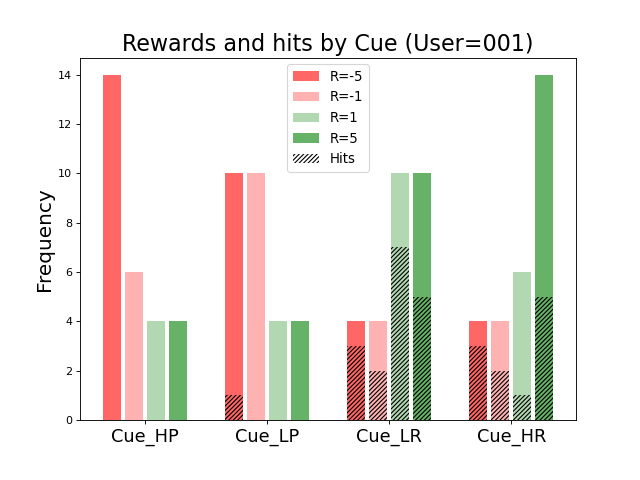 Rewards and hits by Cue (User=001)
R=-5
R=-1
R=1
R=5
Hits
Frequency
14
12
10
8
6
4
2
0
Cue_HP
Cue_LP
Cue_LR
Cue_HR